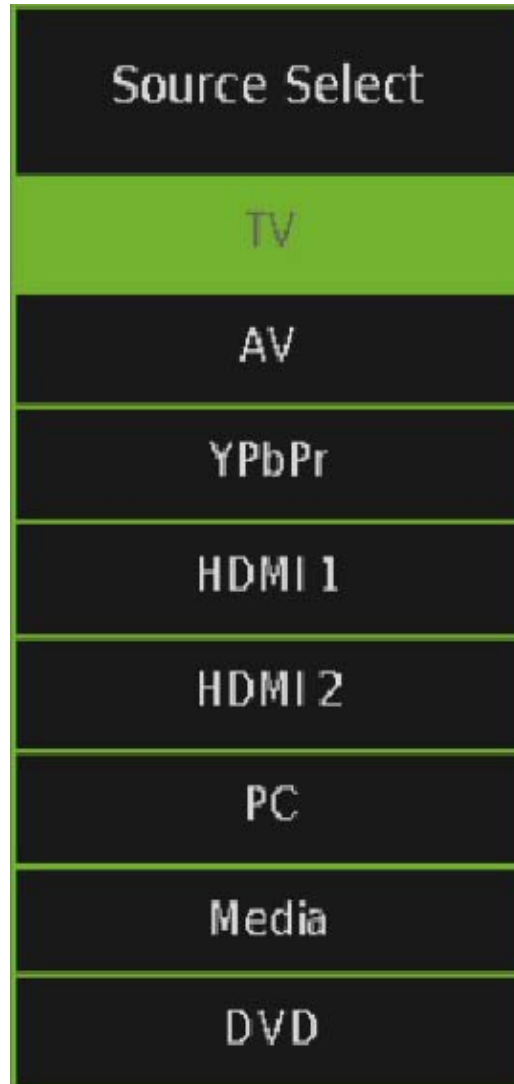 Source Select
TV
AV
YPbPr
HDMI 1
HDMI 2
PC
Media
DVD